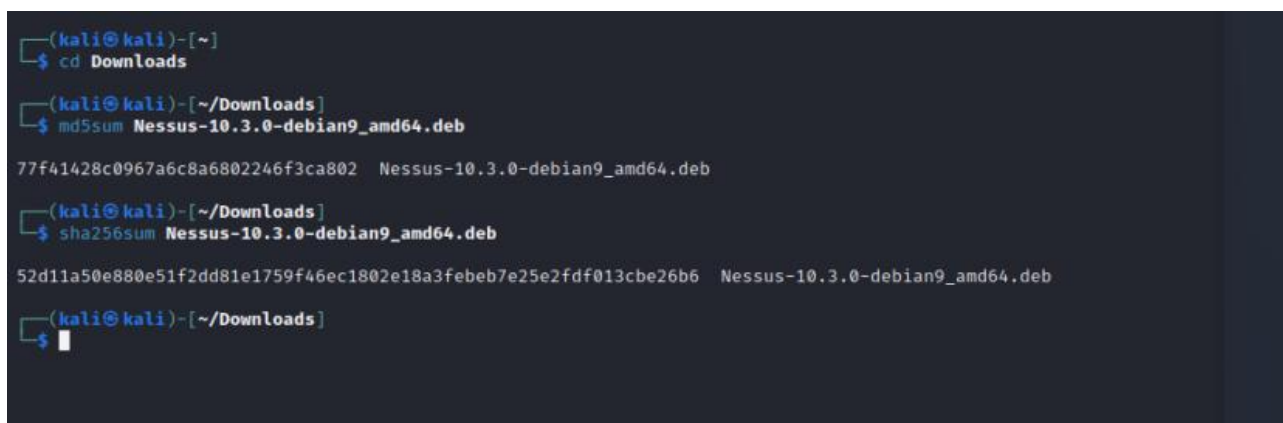 ┌──(kali㉿kali)-[~]
└─$ cd Downloads
┌──(kali㉿kali)-[~/Downloads]
└─$ md5sum Nessus-10.3.0-debian9_amd64.deb
77f41428c0967a6c8a6802246f3ca802  Nessus-10.3.0-debian9_amd64.deb
┌──(kali㉿kali)-[~/Downloads]
└─$ sha256sum Nessus-10.3.0-debian9_amd64.deb
52d11a50e880e51f2dd81e1759f46ec1802e18a3febeb7e25e2fdf013cbe26b6  Nessus-10.3.0-debian9_amd64.deb
┌──(kali㉿kali)-[~/Downloads]
└─$